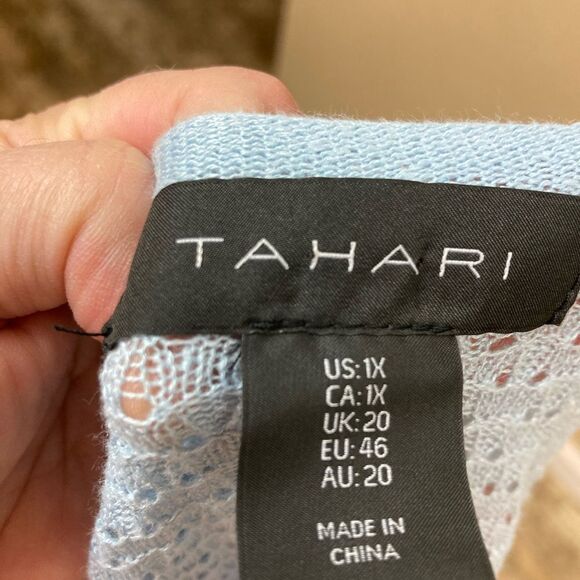 TAHARI
US: 1X
CA: 1X
UK: 20
EU: 46
AU: 20
MADE IN
CHINA